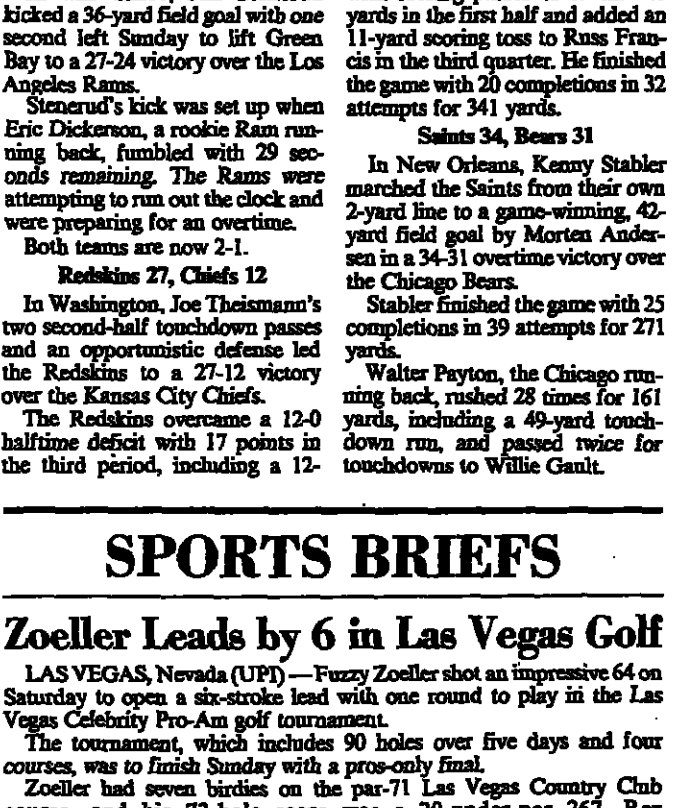 kicked a 36-yard field goal with one
second left Sunday to lift Green
Bay to a 27-24 victory over the Los
Angeles Rams.
Stenerud's kick was set up when
Eric Dickerson, a rookie Ram run-
ning back, fumbled with 29 sec-
onds remaining. The Rams were
attempting to run out the clock and
were preparing for an overtime.
Both teams are now 2-1.
Redskins 27, Chiefs 12
In Washington, Joe Theismann's
two second-half touchdown passes
and an opportunistic defense led
the Redskins to a 27-12 victory
over the Kansas City Chiefs.
The Redskins overcame a 12-0
halftime deficit with 17 points in
the third period, including a 12-
yards in the first half and added an
11-yard scoring toss to Russ Fran-
cis in the third quarter. He finished
the game with 20 completions in 32
attempts for 341 yards.
Saints 34, Bears 31
In New Orleans, Kenny Stabler
marched the Saints from their own
2-yard line to a game-winning, 42-
yard field goal by Morten Ander-
sen in a 34-31 overtime victory over
the Chicago Bears.
Stabler finished the game with 25
completions in 39 attempts for 271
yards.
Walter Payton, the Chicago run-
ning back, rushed 28 times for 161
yards, including a 49-yard touch-
down run, and passed twice for
touchdowns to Willie Gault.
SPORTS BRIEFS
Zoeller Leads by 6 in Las Vegas Golf
LAS VEGAS, Nevada (UPI) — Fuzzy Zoeller shot an impressive 64 on
Saturday to open a six-stroke lead with one round to play in the Las
Vegas Celebrity Pro-Am golf tournament.
The tournament, which includes 90 holes over five days and four
courses, was to finish Sunday with a pros-only final.
Zoeller had seven birdies on the par-71 Las Vegas Country Club